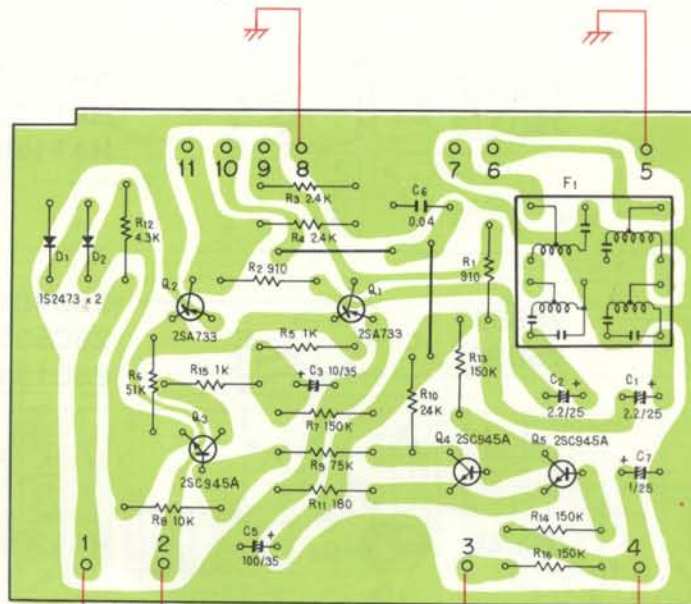 11 10 9 8 7 6 5
F1
R3 2.4K
C6
0.04
R12
4.3K
R4 2.4K
D1 D2
R2 910
R1
910
1S2473 x 2
Q2
Q1
2SA733
2SA733
R5 1K
R13
150K
R6
51K
R15 1K
+ C3 10/35
C2 +
2.2/25
C1 +
2.2/25
R10
24K
R7 150K
Q3
Q4 2SC945A
Q5 2SC945A
R9 75K
+ C7
1/25
2SC945A
R11 180
R8 10K
R14 150K
C5 +
100/35
1 2 3 4
R16 150K